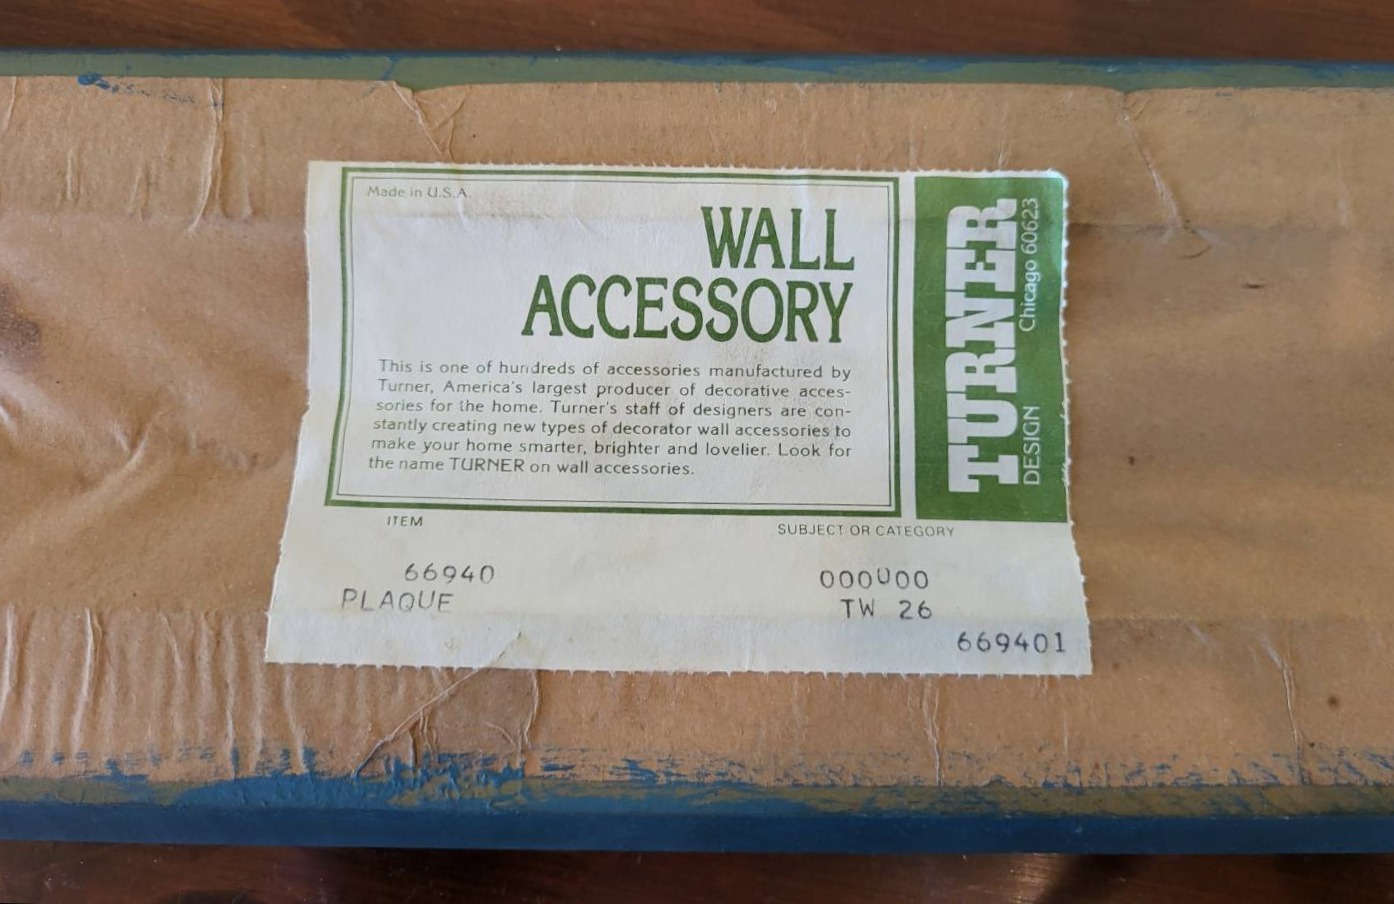 Made in U.S.A.
WALL
ACCESSORY
This is one of hundreds of accessories manufactured by
Turner, America's largest producer of decorative acces-
sories for the home. Turner's staff of designers are con-
stantly creating new types of decorator wall accessories to
make your home smarter, brighter and lovelier. Look for
the name TURNER on wall accessories.
TURNER
DESIGN Chicago 60623
ITEM
SUBJECT OR CATEGORY
66940
000000
PLAQUE
TW 26
669401